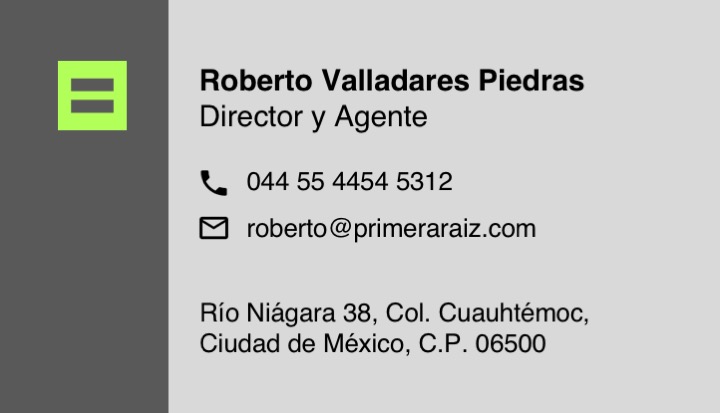 Roberto Valladares Piedras
Director y Agente
044 55 4454 5312
roberto@primeraraiz.com
Río Niágara 38, Col. Cuauhtémoc,
Ciudad de México, C.P. 06500